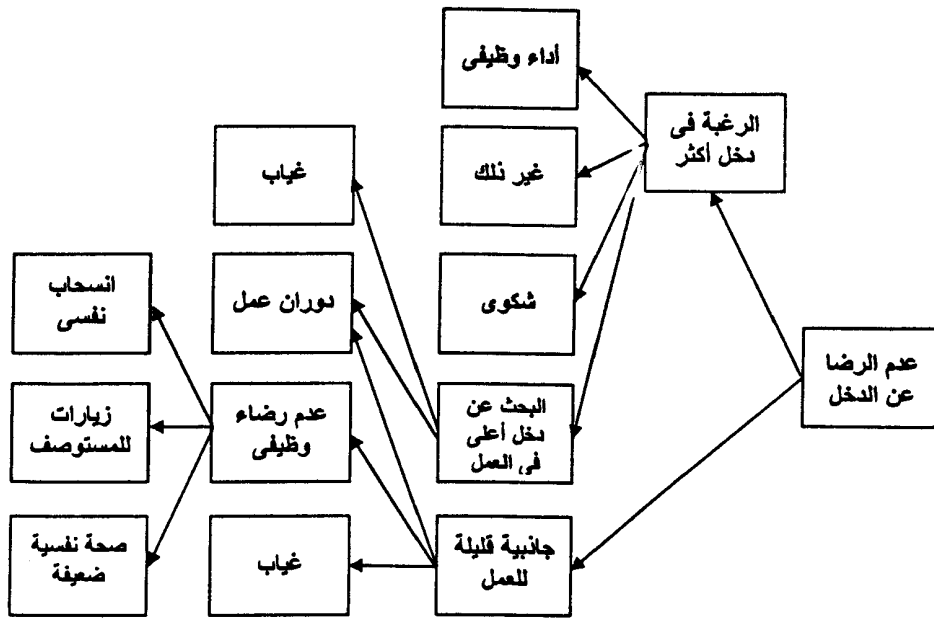 أداء وظيفى
الرغبة فى
دخل أكثر
غير ذلك
غياب
شكوى
دوران عمل
انسحاب
نفسى
عدم الرضا
عن الدخل
البحث عن
دخل أعلى
فى العمل
عدم رضاء
وظيفى
زيارات
للمستوصف
جاذبية قليلة
للعمل
غياب
صحة نفسية
ضعيفة